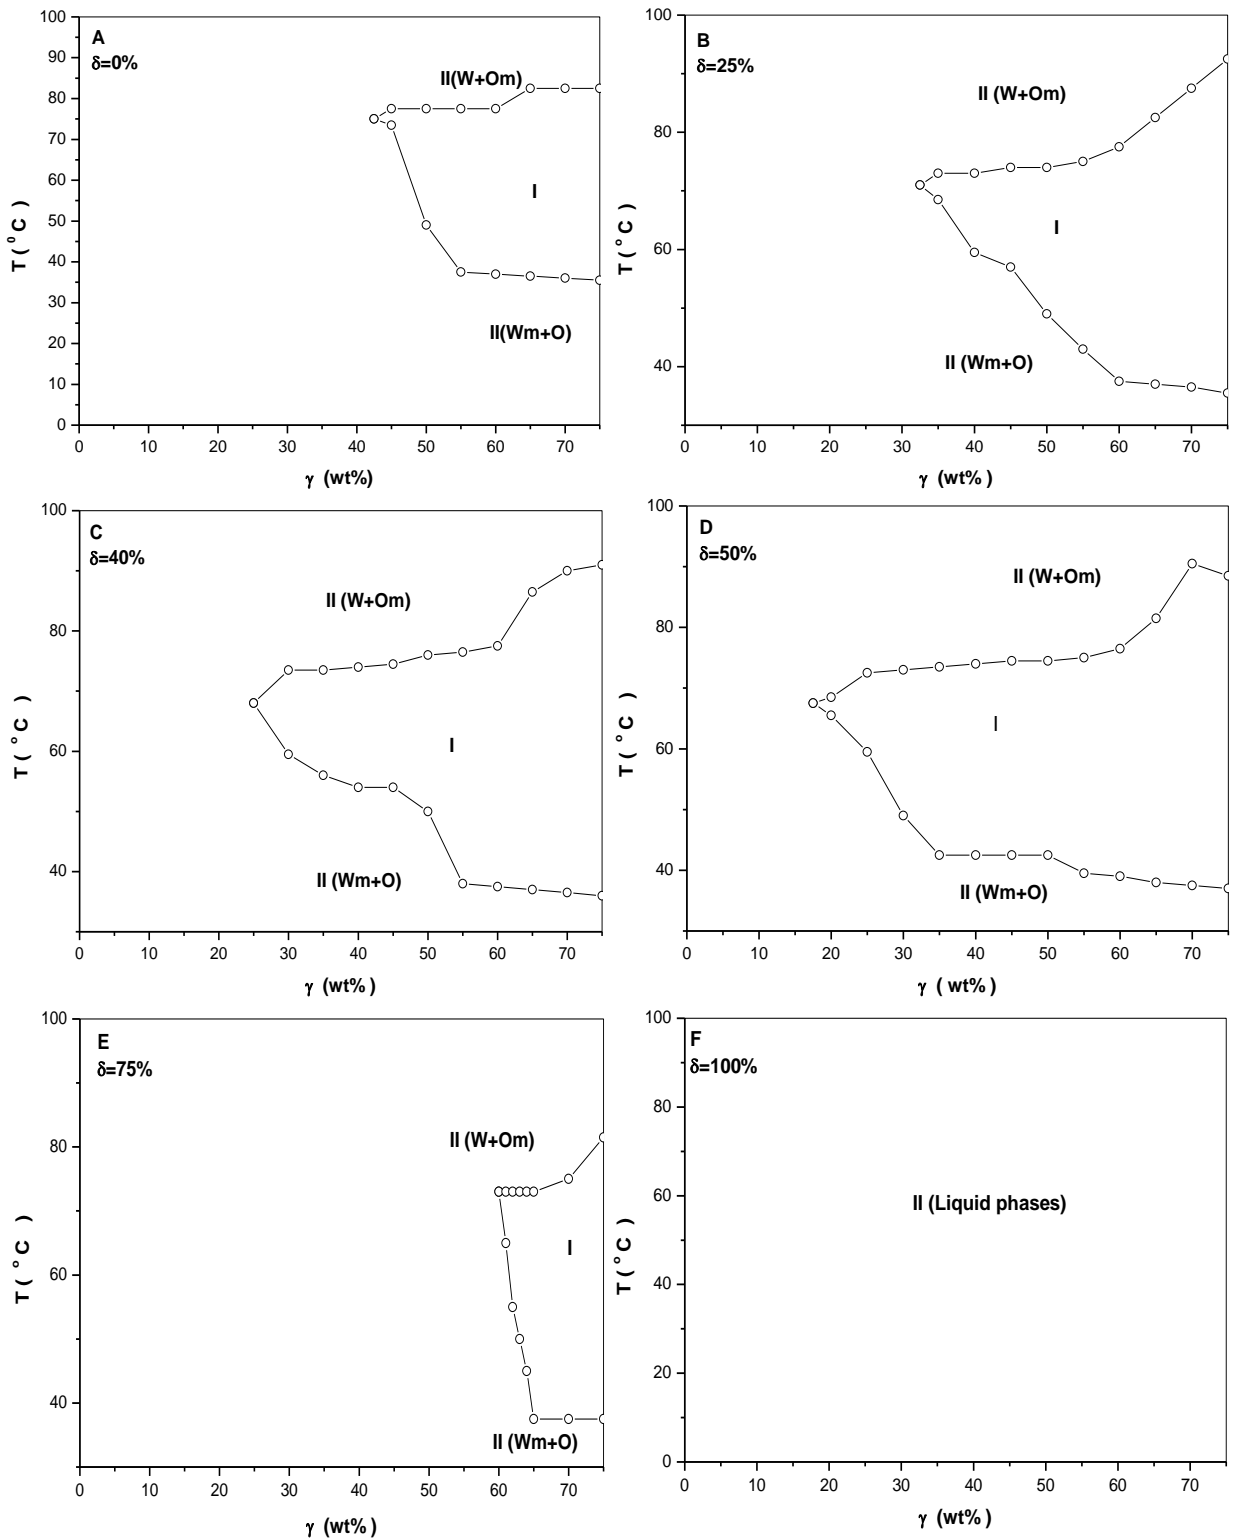 A
δ=0%
II(W+Om)
I
II(Wm+O)
100
90
80
70
60
50
40
30
20
10
0
T (⁰C)
0 10 20 30 40 50 60 70
γ (wt%)
B
δ=25%
II (W+Om)
I
II (Wm+O)
80
60
40
T (°C)
0 10 20 30 40 50 60 70
γ (wt%)
C
δ=40%
II (W+Om)
I
II (Wm+O)
100
80
60
40
T (°C)
0 10 20 30 40 50 60 70
γ (wt%)
D
δ=50%
II (W+Om)
I
II (Wm+O)
100
80
60
40
T (°C)
0 10 20 30 40 50 60 70
γ (wt%)
E
δ=75%
II (W+Om)
I
II (Wm+O)
100
80
60
40
T (°C)
0 10 20 30 40 50 60 70
γ (wt%)
F
δ=100%
II (Liquid phases)
100
80
60
40
20
0
T (°C)
0 10 20 30 40 50 60 70
γ (wt%)